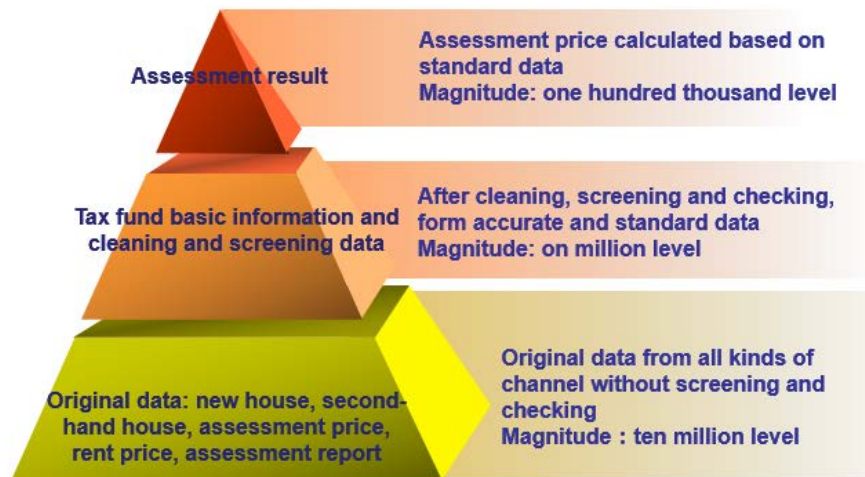 Assessment result
Assessment price calculated based on
standard data
Magnitude: one hundred thousand level
Tax fund basic information and
cleaning and screening data
After cleaning, screening and checking,
form accurate and standard data
Magnitude: on million level
Original data: new house, second-
hand house, assessment price,
rent price, assessment report
Original data from all kinds of
channel without screening and
checking
Magnitude : ten million level